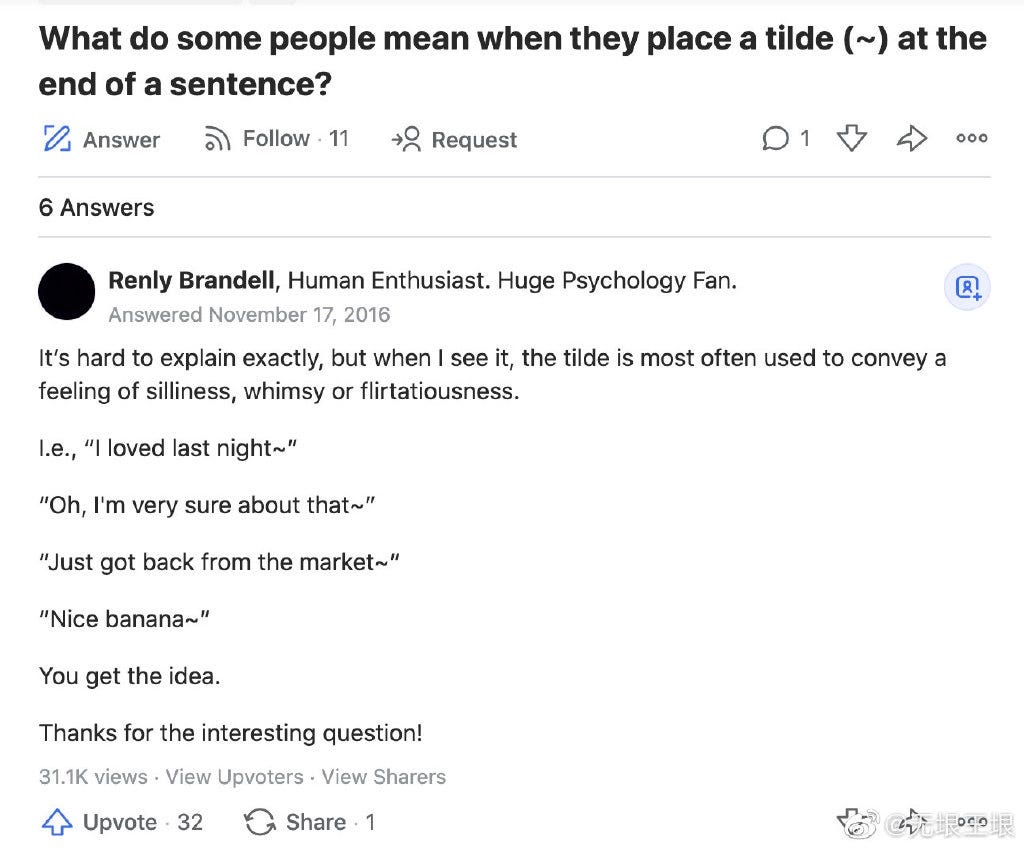 What do some people mean when they place a tilde (~) at the
end of a sentence?
Answer Follow · 11 Request 1
6 Answers
Renly Brandell, Human Enthusiast. Huge Psychology Fan.
Answered November 17, 2016
It’s hard to explain exactly, but when I see it, the tilde is most often used to convey a
feeling of silliness, whimsy or flirtatiousness.
I.e., “I loved last night~”
“Oh, I'm very sure about that~”
“Just got back from the market~“
“Nice banana~”
You get the idea.
Thanks for the interesting question!
31.1K views · View Upvoters · View Sharers
Upvote · 32 Share · 1